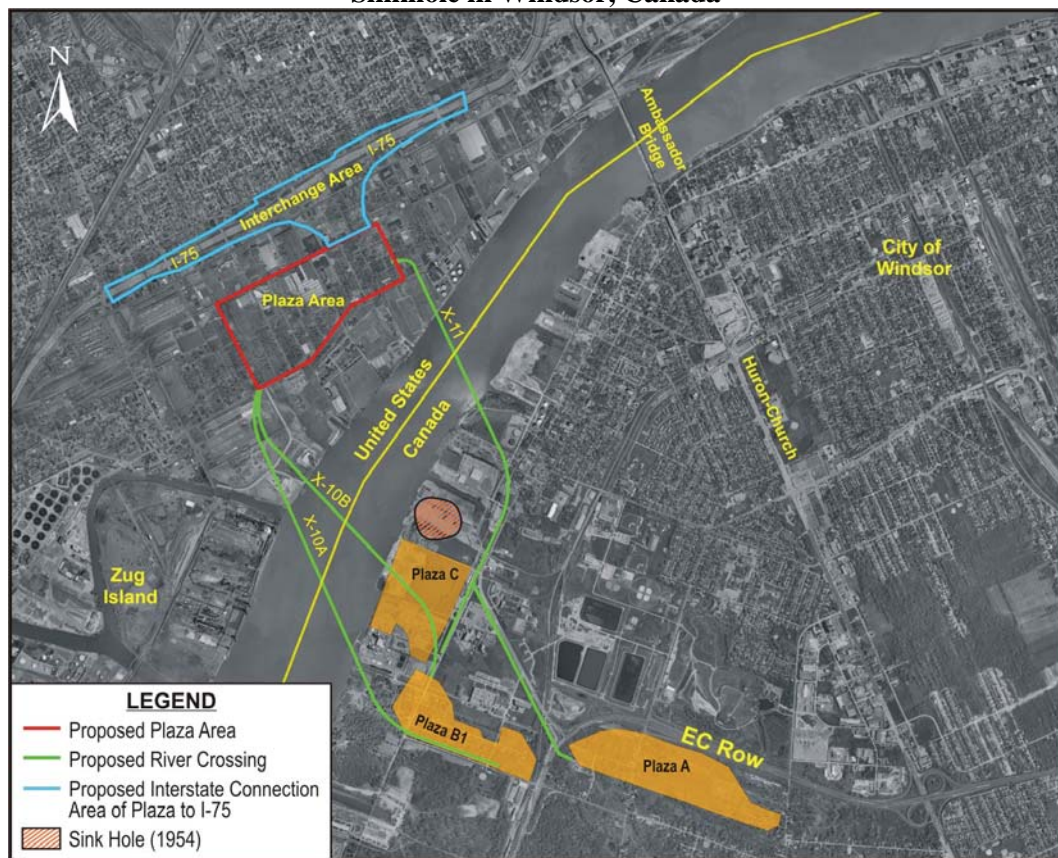 Sinkhole in Windsor, Canada
N
I-75
Interchange Area
I-75
Ambassador
Bridge
City of
Windsor
Plaza Area
X-11
United States
Canada
Huron-Church
X-10B
X-10A
Zug
Island
Plaza C
Plaza B1
Plaza A
EC Row
LEGEND
Proposed Plaza Area
Proposed River Crossing
Proposed Interstate Connection
Area of Plaza to I-75
Sink Hole (1954)